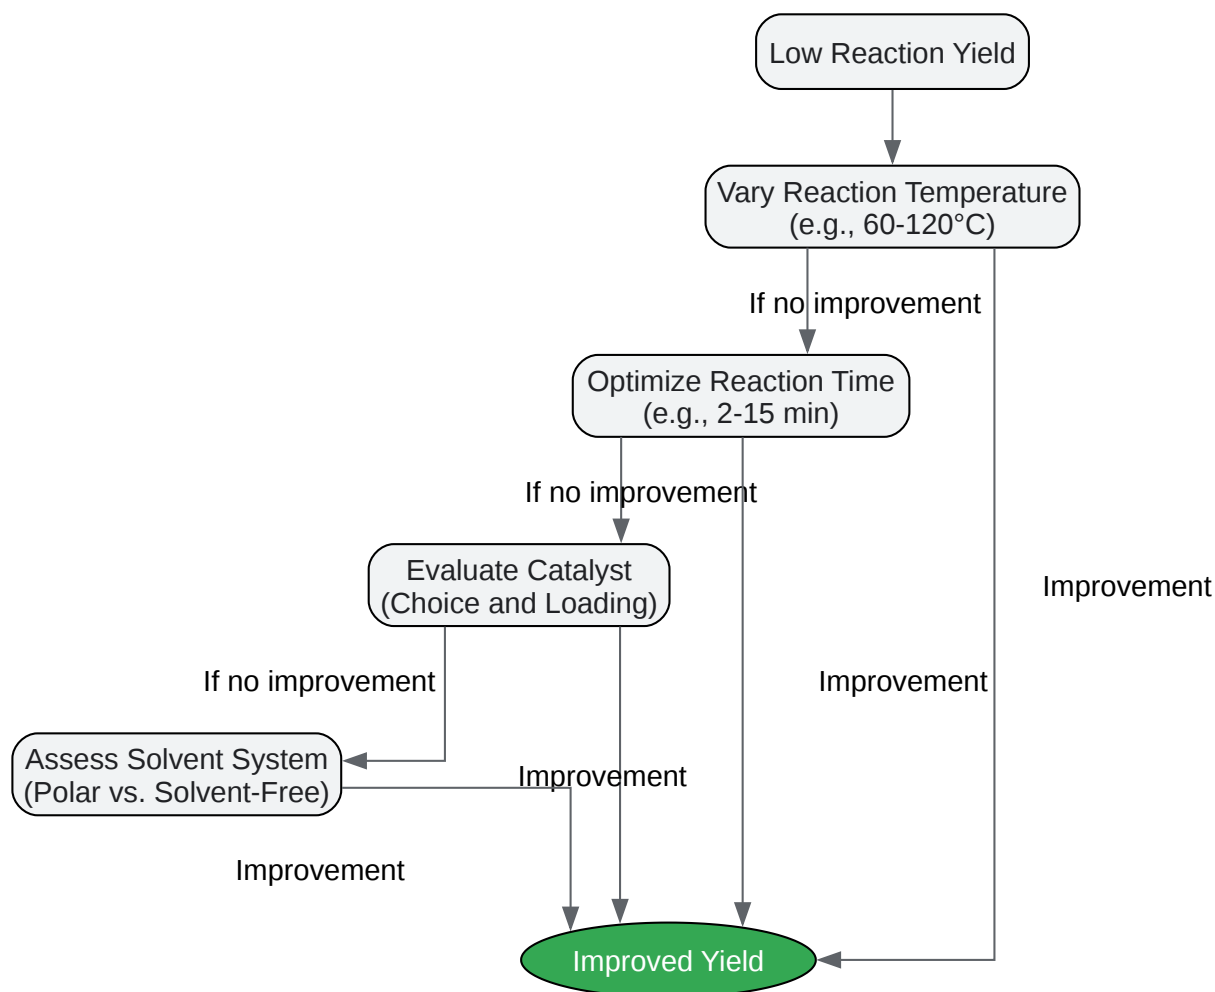 Low Reaction Yield
Vary Reaction Temperature
(e.g., 60-120°C)
If no improvement
Optimize Reaction Time
(e.g., 2-15 min)
If no improvement
Evaluate Catalyst
(Choice and Loading)
Improvement
If no improvement
Improvement
Assess Solvent System
(Polar vs. Solvent-Free)
Improvement
Improvement
Improved Yield